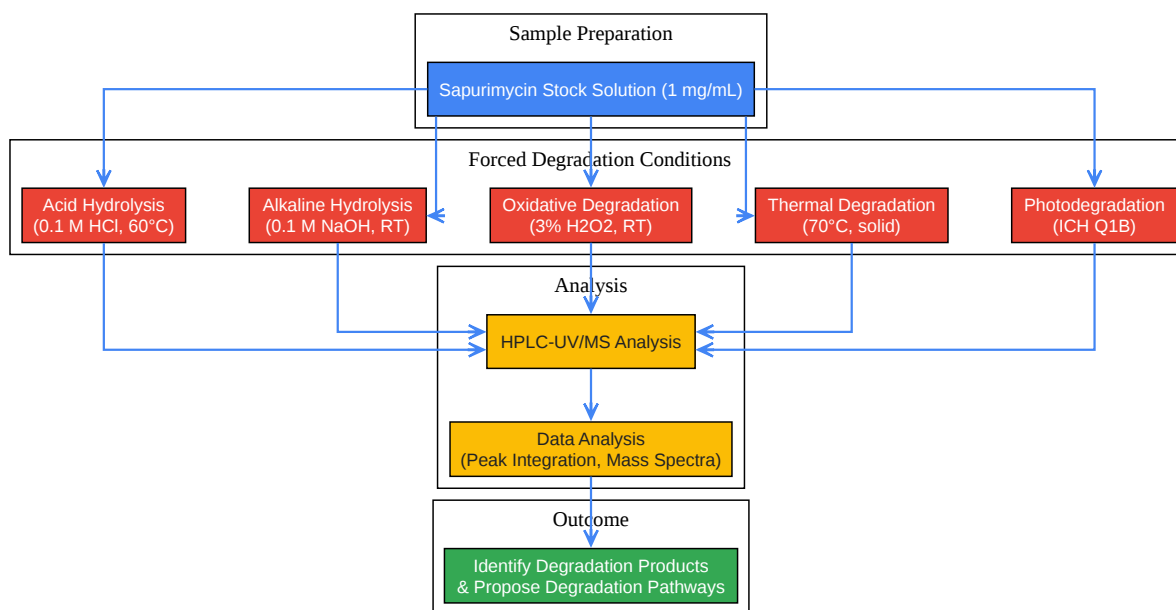 Sample Preparation
Sapurimycin Stock Solution (1 mg/mL)
Forced Degradation Conditions
Acid Hydrolysis
(0.1 M HCl, 60°C)
Alkaline Hydrolysis
(0.1 M NaOH, RT)
Oxidative Degradation
(3% H2O2, RT)
Thermal Degradation
(70°C, solid)
Photodegradation
(ICH Q1B)
Analysis
HPLC-UV/MS Analysis
Data Analysis
(Peak Integration, Mass Spectra)
Outcome
Identify Degradation Products
& Propose Degradation Pathways